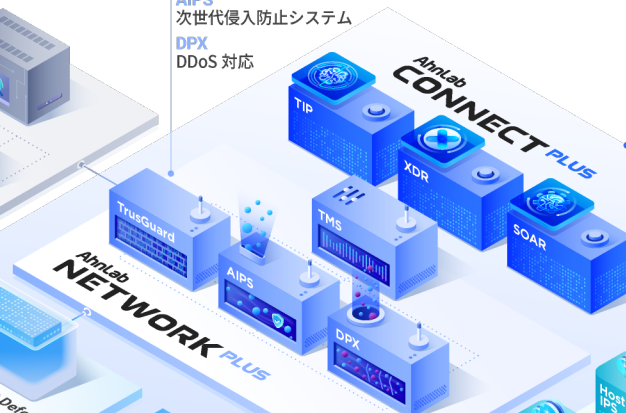 AIPS
次世代侵入防止システム
DPX
DDoS 対応
AhnLab
CONNECT PLUS
TIP
XDR
SOAR
TrusGuard
TMS
AIPS
DPX
AhnLab
NETWORK PLUS
Host
IPS